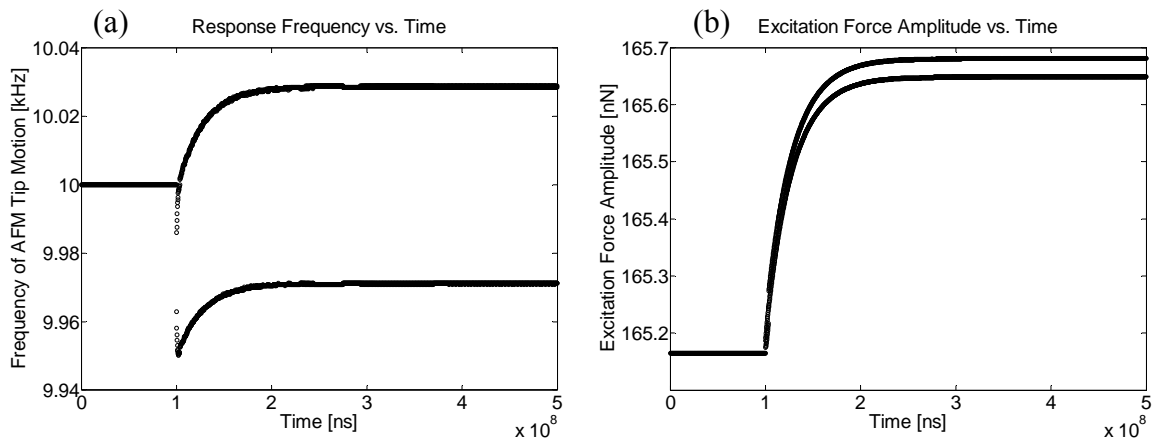 (a)
Response Frequency vs. Time
Frequency of AFM Tip Motion [kHz]
10.04
10.02
10
9.98
9.96
9.94
0 1 2 3 4 5
Time [ns]
x 10^8
(b)
Excitation Force Amplitude vs. Time
Excitation Force Amplitude [nN]
165.7
165.6
165.5
165.4
165.3
165.2
0 1 2 3 4 5
Time [ns]
x 10^8